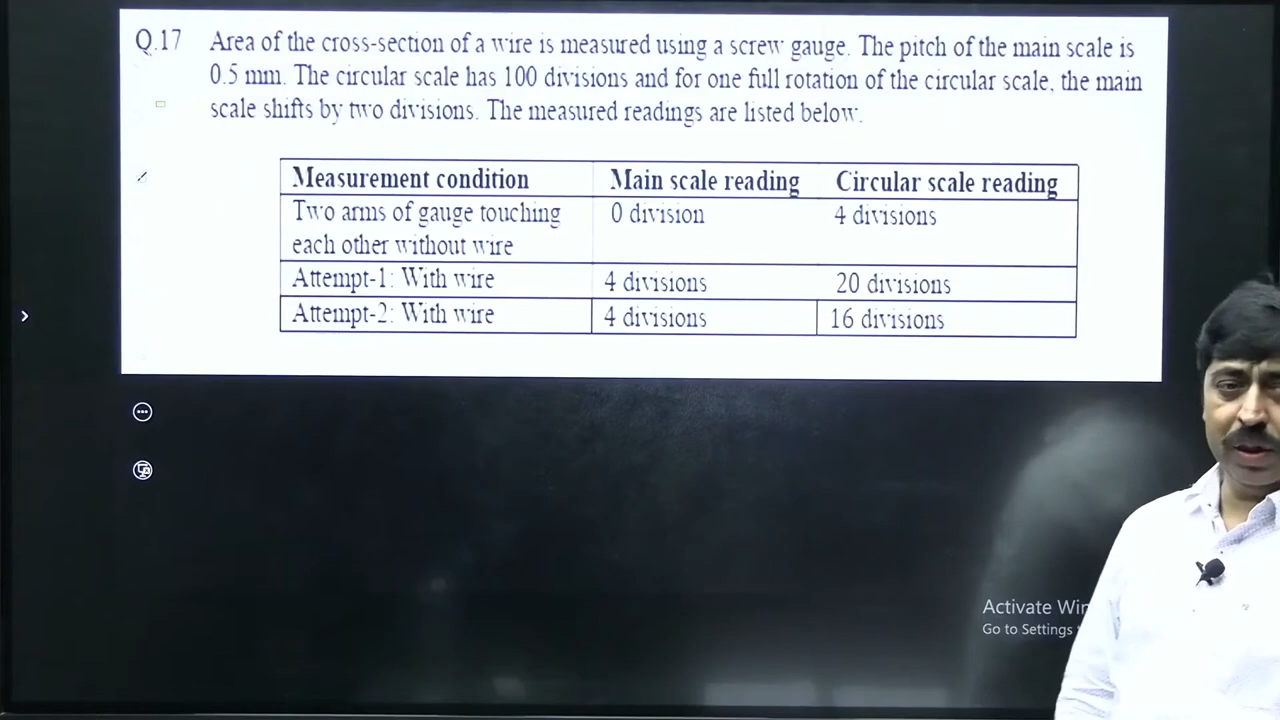 Q.17 Area of the cross-section of a wire is measured using a screw gauge. The pitch of the main scale is
0.5 mm. The circular scale has 100 divisions and for one full rotation of the circular scale, the main
scale shifts by two divisions. The measured readings are listed below.
Measurement condition Main scale reading Circular scale reading
Two arms of gauge touching 0 division 4 divisions
each other without wire
Attempt-1: With wire 4 divisions 20 divisions
Attempt-2: With wire 4 divisions 16 divisions
Activate Win
Go to Settings